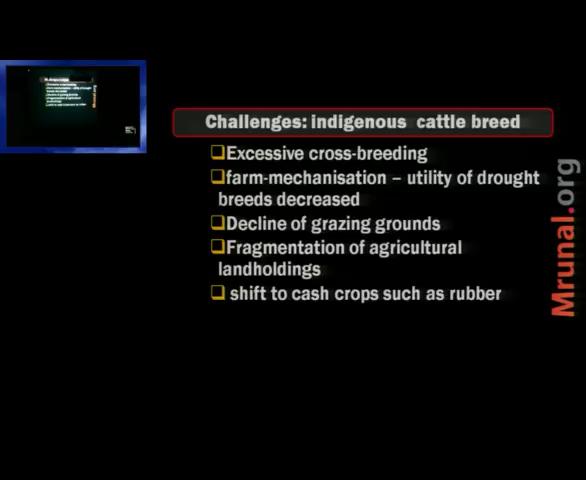 Challenges: indigenous cattle breed
❑Excessive cross-breeding
❑farm-mechanisation – utility of drought
breeds decreased
❑Decline of grazing grounds
❑Fragmentation of agricultural
landholdings
❑ shift to cash crops such as rubber
Mrunal.org